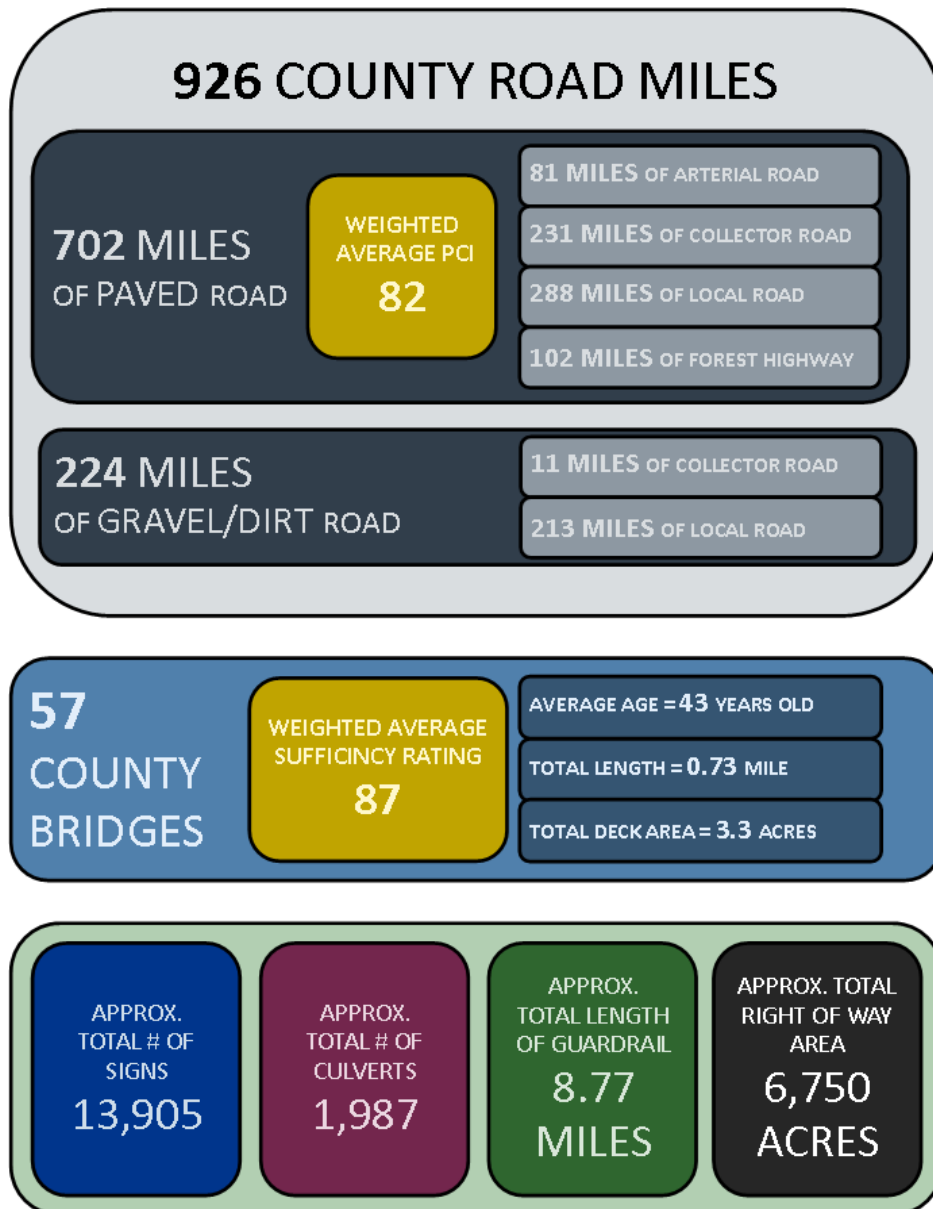 926 COUNTY ROAD MILES
702 MILES
OF PAVED ROAD
WEIGHTED
AVERAGE PCI
82
81 MILES OF ARTERIAL ROAD
231 MILES OF COLLECTOR ROAD
288 MILES OF LOCAL ROAD
102 MILES OF FOREST HIGHWAY
224 MILES
OF GRAVEL/DIRT ROAD
11 MILES OF COLLECTOR ROAD
213 MILES OF LOCAL ROAD
57
COUNTY
BRIDGES
WEIGHTED AVERAGE
SUFFICINCY RATING
87
AVERAGE AGE = 43 YEARS OLD
TOTAL LENGTH = 0.73 MILE
TOTAL DECK AREA = 3.3 ACRES
APPROX.
TOTAL # OF
SIGNS
13,905
APPROX.
TOTAL # OF
CULVERTS
1,987
APPROX.
TOTAL LENGTH
OF GUARDRAIL
8.77
MILES
APPROX. TOTAL
RIGHT OF WAY
AREA
6,750
ACRES